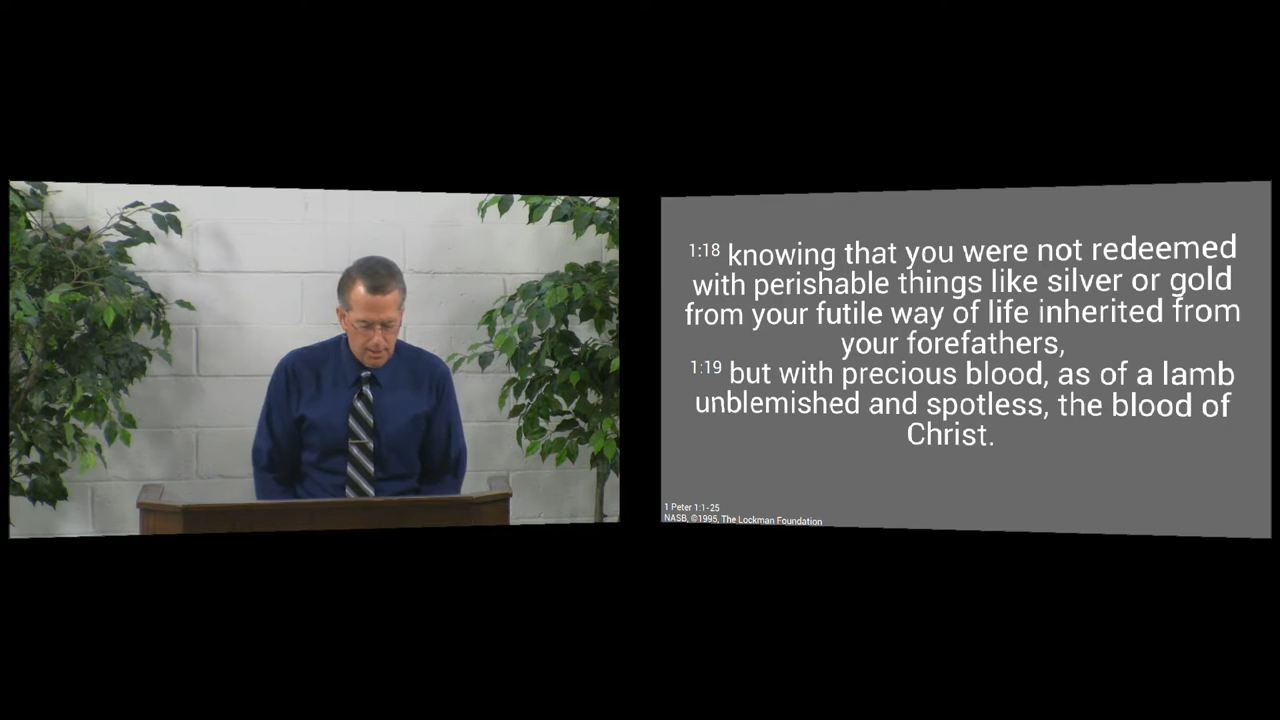 1:18 knowing that you were not redeemed
with perishable things like silver or gold
from your futile way of life inherited from
your forefathers,
1:19 but with precious blood, as of a lamb
unblemished and spotless, the blood of
Christ.
1 Peter 1:1-25
NASB, ©1995, The Lockman Foundation